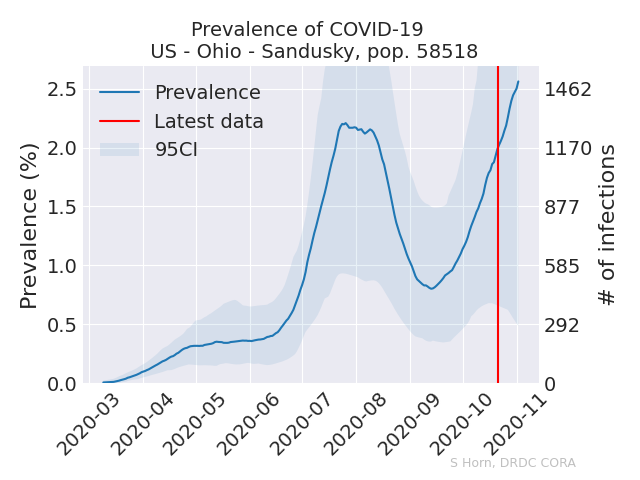 Prevalence of COVID-19
US - Ohio - Sandusky, pop. 58518
Prevalence
Latest data
95CI
Prevalence (%)
2.5
2.0
1.5
1.0
0.5
0.0
1462
1170
877
585
292
0
# of infections
2020-03
2020-04
2020-05
2020-06
2020-07
2020-08
2020-09
2020-10
2020-11
S Horn, DRDC CORA